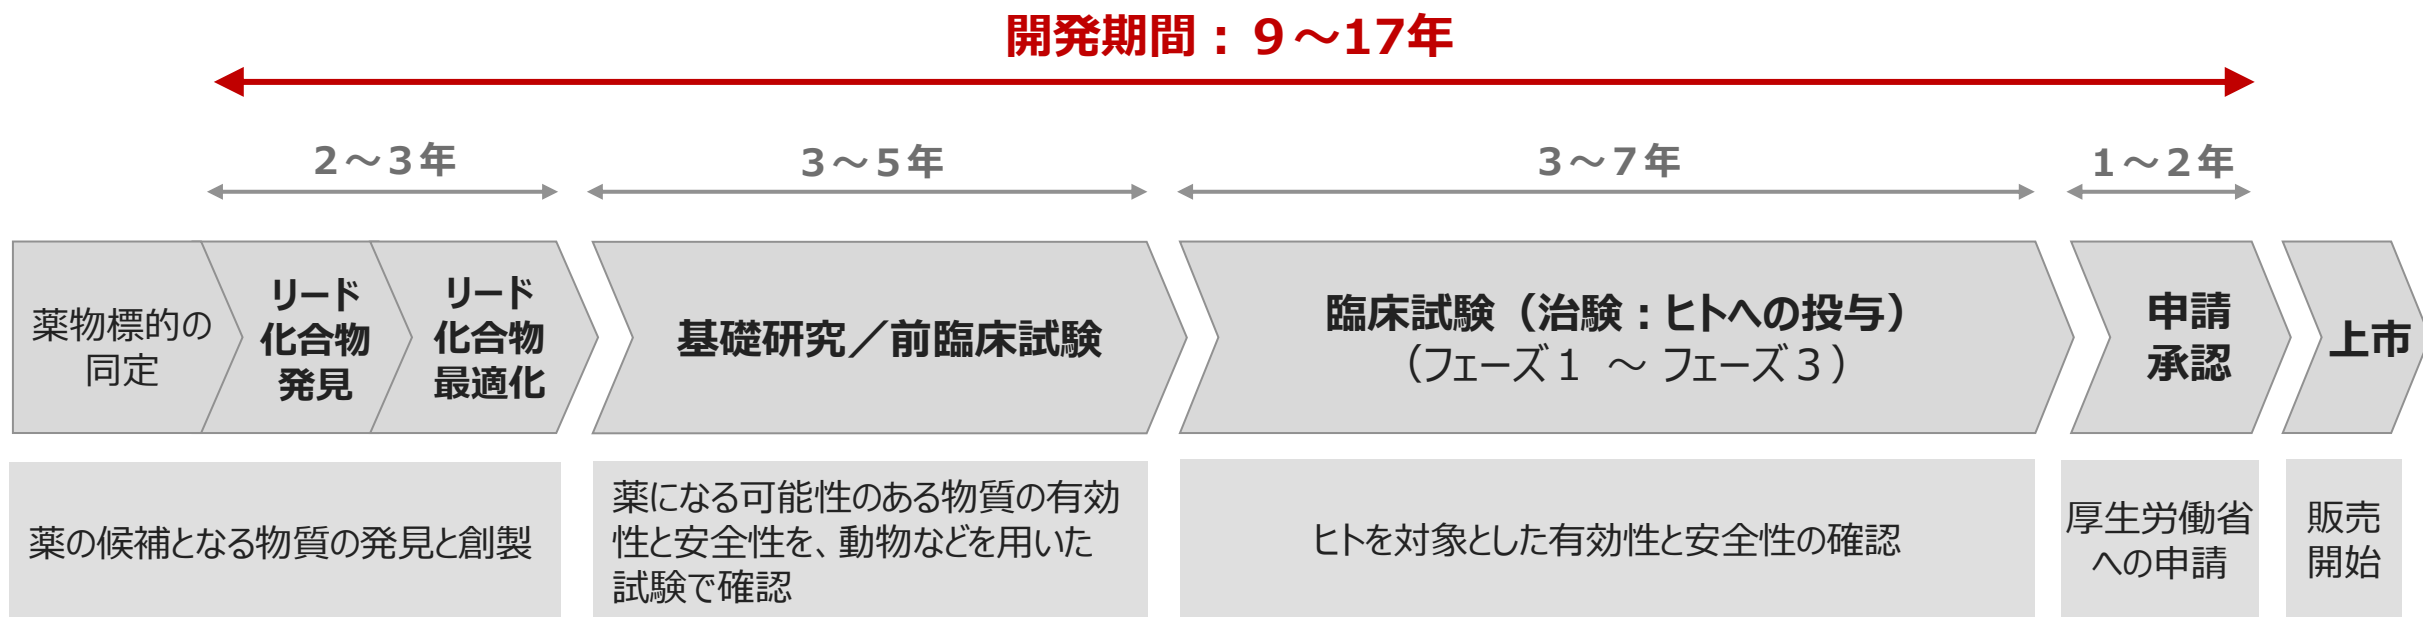 開発期間：９～17年
２～３年
３～５年
３～７年
１～２年
薬物標的の
同定
リード
化合物
発見
リード
化合物
最適化
基礎研究／前臨床試験
臨床試験（治験：ヒトへの投与）
（フェーズ１ ～ フェーズ３）
申請
承認
上市
薬の候補となる物質の発見と創製
薬になる可能性のある物質の有効
性と安全性を、動物などを用いた
試験で確認
ヒトを対象とした有効性と安全性の確認
厚生労働省
への申請
販売
開始